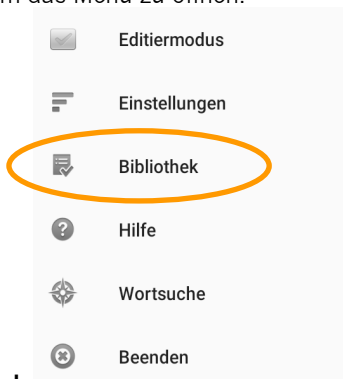 das Menü zu öffnen.
Editiermodus
Einstellungen
Bibliothek
Hilfe
Wortsuche
Beenden